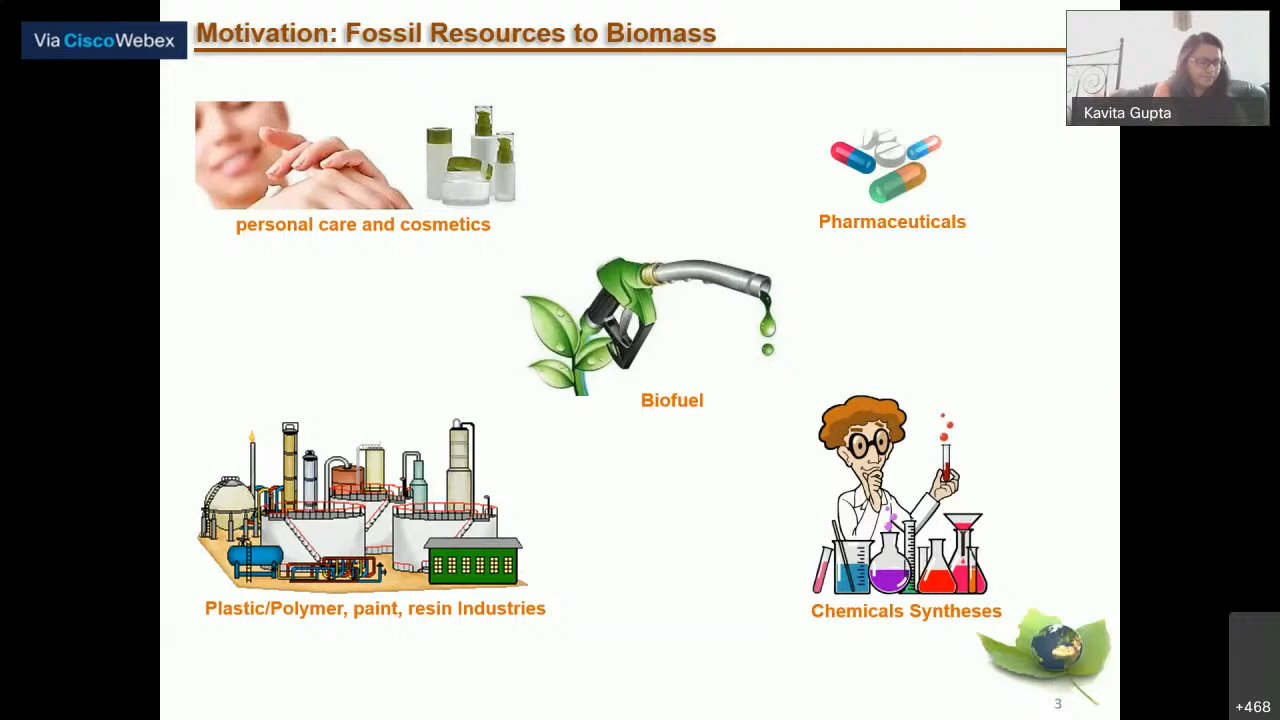 Via CiscoWebex
Motivation: Fossil Resources to Biomass
Kavita Gupta
personal care and cosmetics
Pharmaceuticals
Biofuel
Plastic/Polymer, paint, resin Industries
Chemicals Syntheses
3
+468